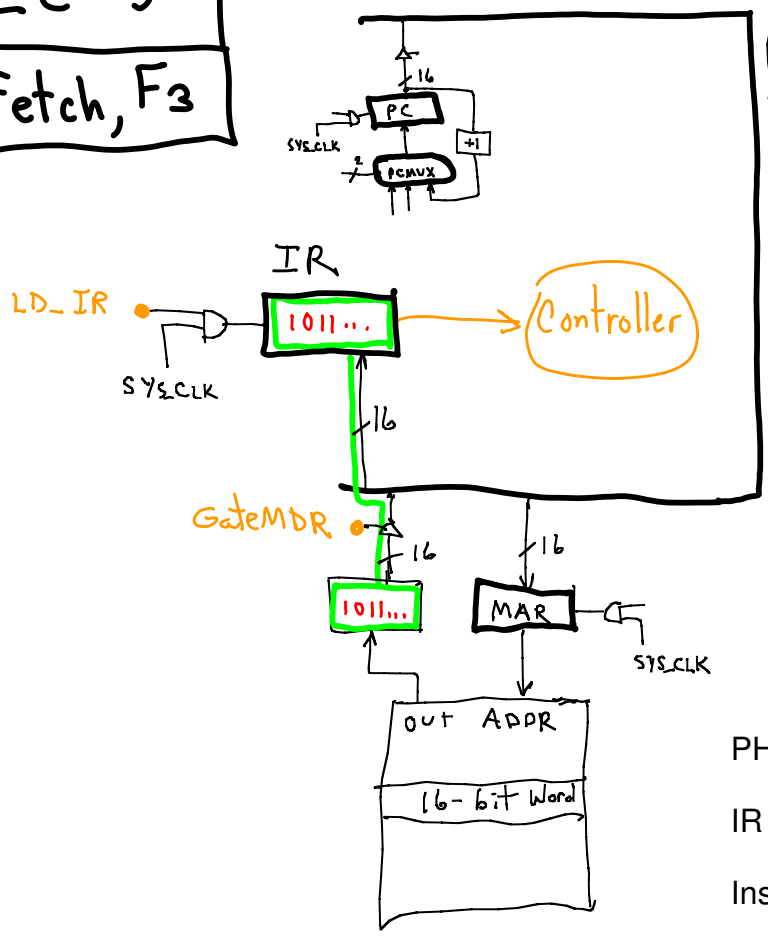 Fetch, F3
16
PC
SYS_CLK
+1
2
PCMUX
IR
LD_IR
1011...
Controller
SYS_CLK
16
GateMDR
16
16
1011...
MAR
SYS_CLK
OUT ADDR
16-bit Word
PH
IR
Ins